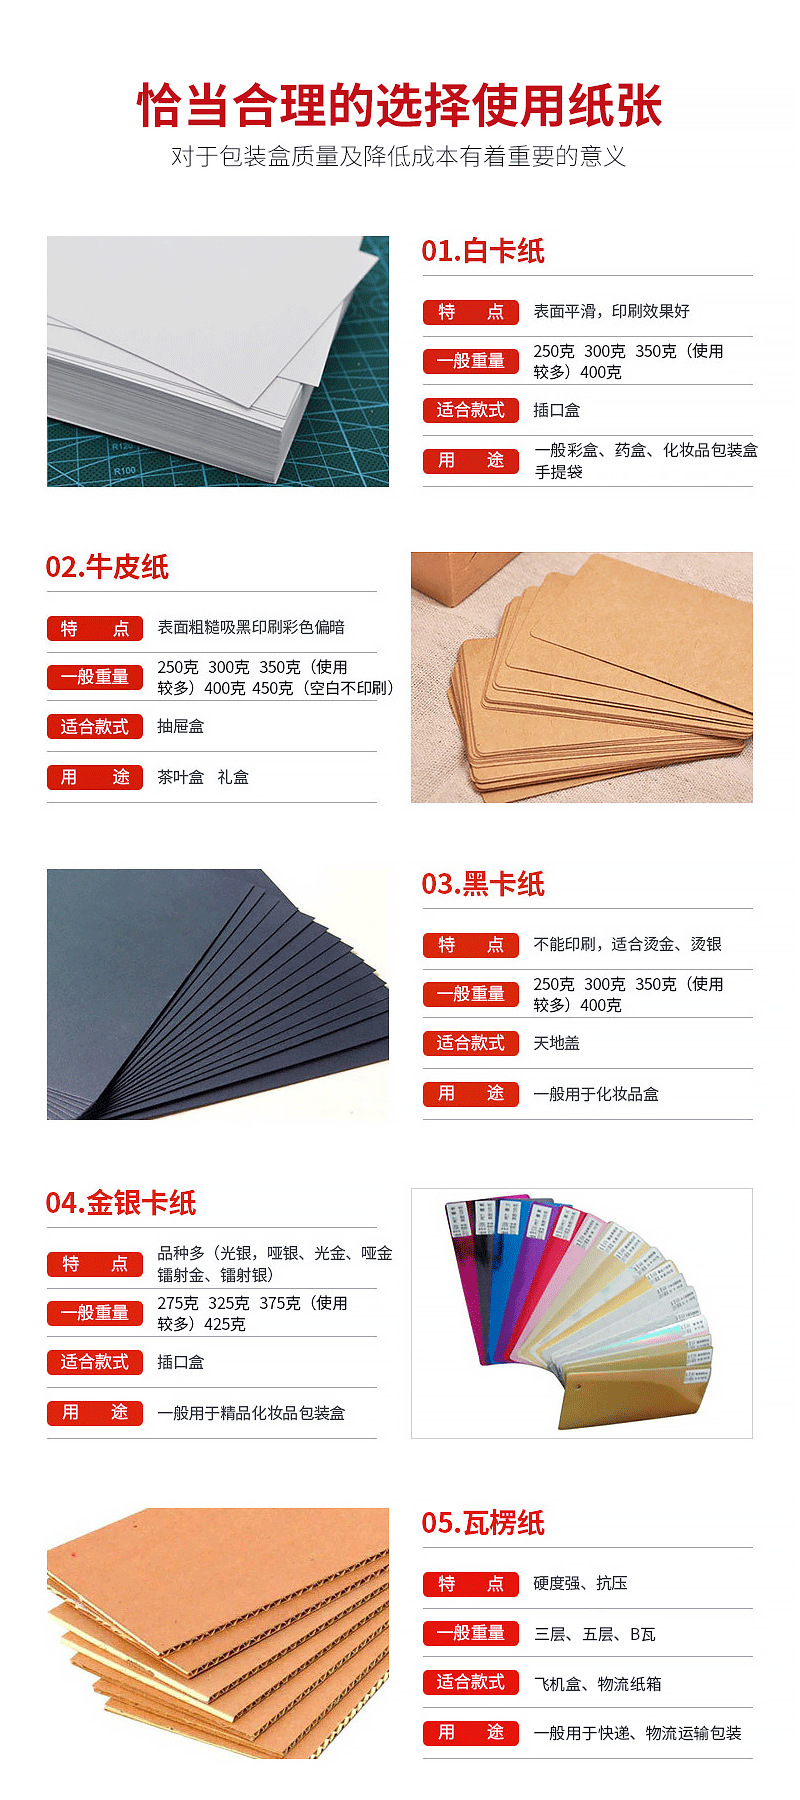 恰当合理的选择使用纸张
对于包装盒质量及降低成本有着重要的意义
01.白卡纸
特 点 表面平滑，印刷效果好
一般重量 250克 300克 350克（使用
较多）400克
适合款式 插口盒
用 途 一般彩盒、药盒、化妆品包装盒
手提袋
R120
R100
02.牛皮纸
特 点 表面粗糙吸黑印刷彩色偏暗
一般重量 250克 300克 350克（使用
较多）400克 450克（空白不印刷）
适合款式 抽屉盒
用 途 茶叶盒 礼盒
03.黑卡纸
特 点 不能印刷，适合烫金、烫银
一般重量 250克 300克 350克（使用
较多）400克
适合款式 天地盖
用 途 一般用于化妆品盒
04.金银卡纸
特 点 品种多（光银，哑银、光金、哑金
镭射金、镭射银）
一般重量 275克 325克 375克（使用
较多）425克
适合款式 插口盒
用 途 一般用于精品化妆品包装盒
05.瓦楞纸
特 点 硬度强、抗压
一般重量 三层、五层、B瓦
适合款式 飞机盒、物流纸箱
用 途 一般用于快递、物流运输包装